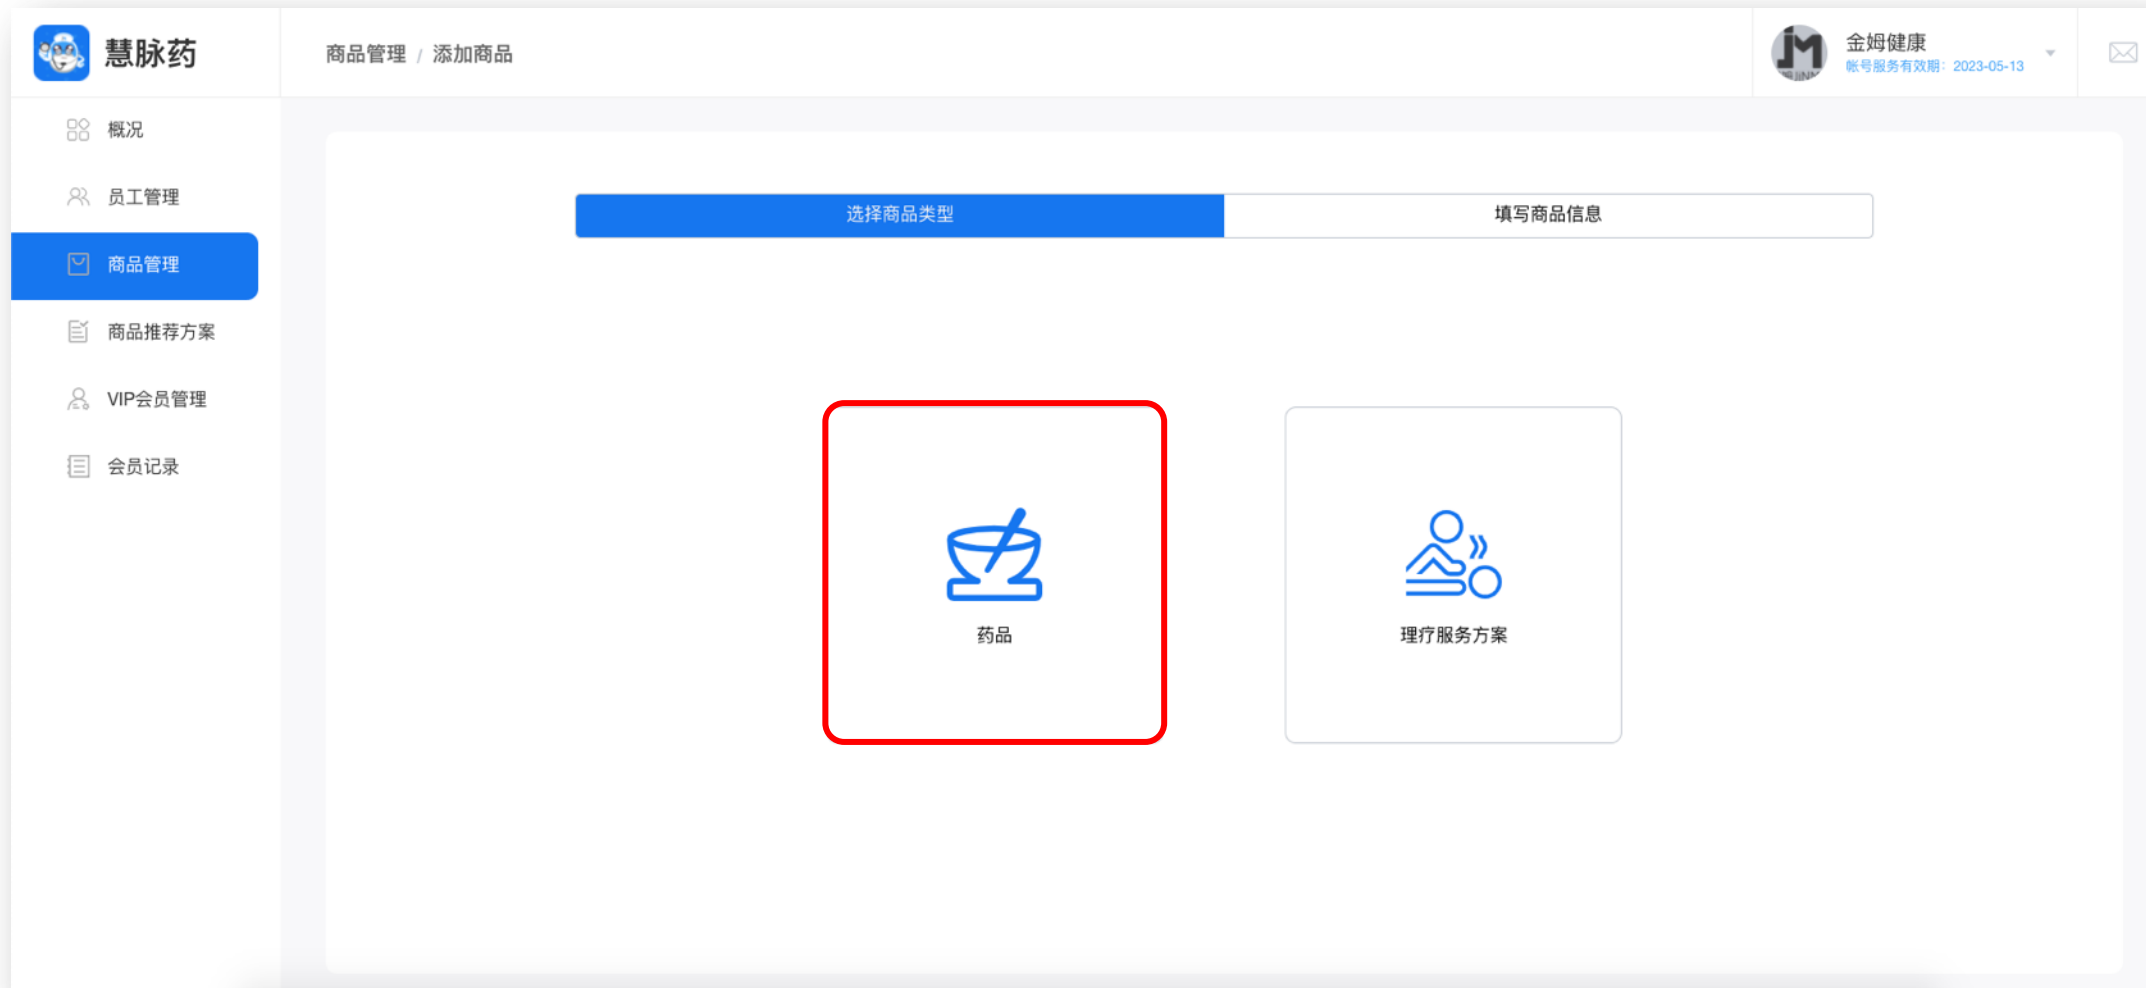 慧脉药
商品管理 / 添加商品
金姆健康
帐号服务有效期: 2023-05-13
概况
员工管理
商品管理
商品推荐方案
VIP会员管理
会员记录
选择商品类型
填写商品信息
药品
理疗服务方案
JM